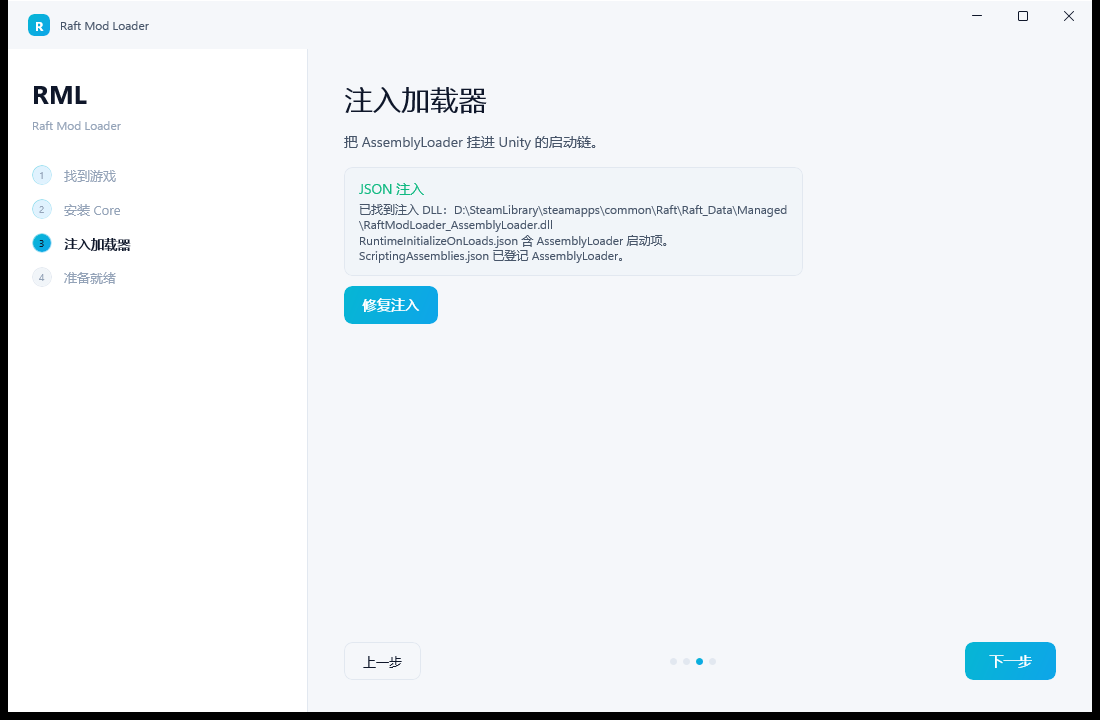 R
Raft Mod Loader
RML
Raft Mod Loader
1 找到游戏
2 安装 Core
3 注入加载器
4 准备就绪
注入加载器
把 AssemblyLoader 挂进 Unity 的启动链。
JSON 注入
已找到注入 DLL：D:\SteamLibrary\steamapps\common\Raft\Raft_Data\Managed
\RaftModLoader_AssemblyLoader.dll
RuntimeInitializeOnLoads.json 含 AssemblyLoader 启动项。
ScriptingAssemblies.json 已登记 AssemblyLoader。
修复注入
上一步
下一步